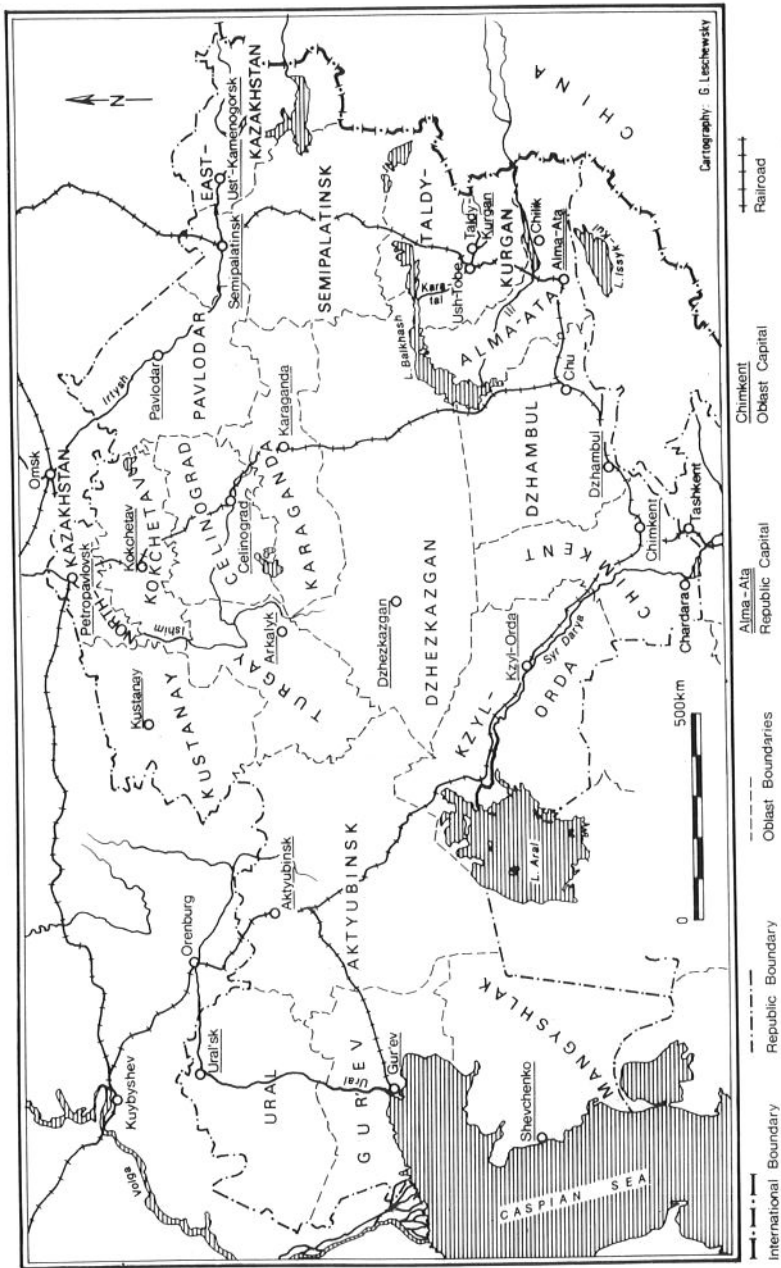 Volga
Kuybyshev
Orenburg
Ural'sk
URAL
Ural
GUR'EV
Gur'ev
CASPIAN SEA
Shevchenko
MANGYSHLAK
Aktyubinsk
AKTYUBINSK
L. Aral
Kustanay
KUSTANAY
TURGAY
Arkalyk
Petropavlovsk
NORTH
KAZAKHSTAN
Omsk
Ishim
Kokchetav
KOKCHETAV
CELINOGRAD
Celinograd
KARAGANDA
Karaganda
Dzhezkazgan
DZHEZKAZGAN
KZYL-
ORDA
Kzyl-Orda
Syr Darya
CHIMKENT
Chimkent
Chardara
Tashkent
DZHAMBUL
Dzhambul
Chu
Irtysh
Pavlodar
PAVLODAR
Semipalatinsk
SEMIPALATINSK
EAST-
KAZAKHSTAN
Ust'-Kamenogorsk
TALDY-
KURGAN
Taldy-
Kurgan
Ush-Tobe
Kara-
tal
L. Balkhash
Ili
ALMA-ATA
Alma-Ata
Chilik
L. Issyk-Kul
CHINA
N
0 500km
Cartography: G. Leschewsky
International Boundary
Republic Boundary
Oblast Boundaries
Alma-Ata
Republic Capital
Chimkent
Oblast Capital
Railroad